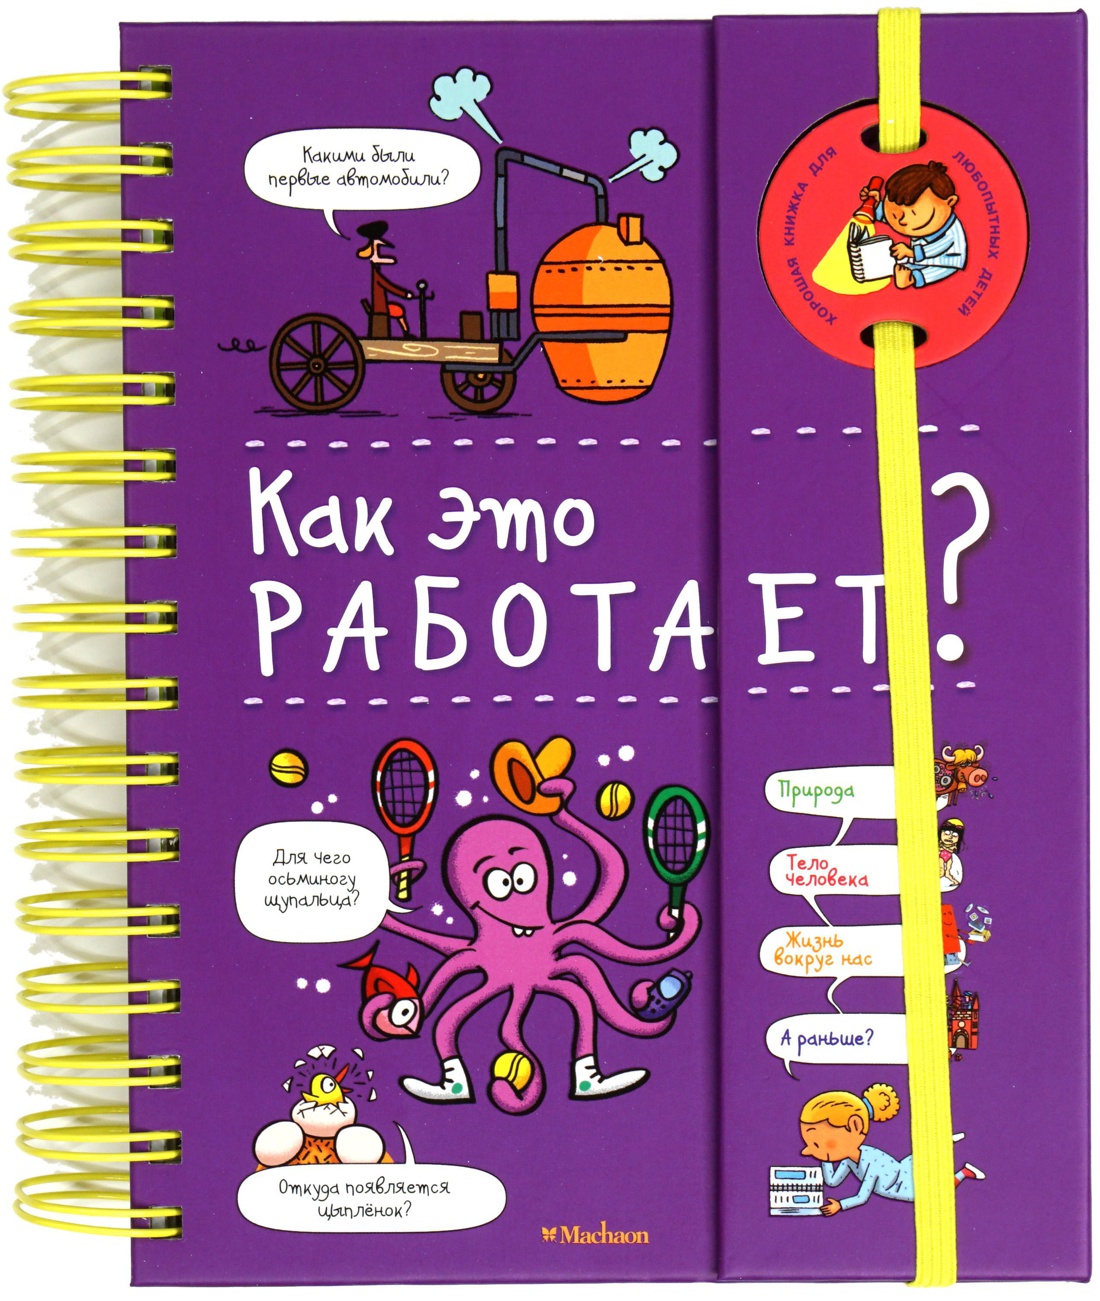 Какими были
первые автомобили?
ХОРОШАЯ КНИЖКА ДЛЯ
ЛЮБОПЫТНЫХ ДЕТЕЙ
Как это
РАБОТАЕТ?
Для чего
осьминогу
щупальца?
Природа
Тело
человека
Жизнь
вокруг нас
А раньше?
Откуда появляется
цыплёнок?
Machaon